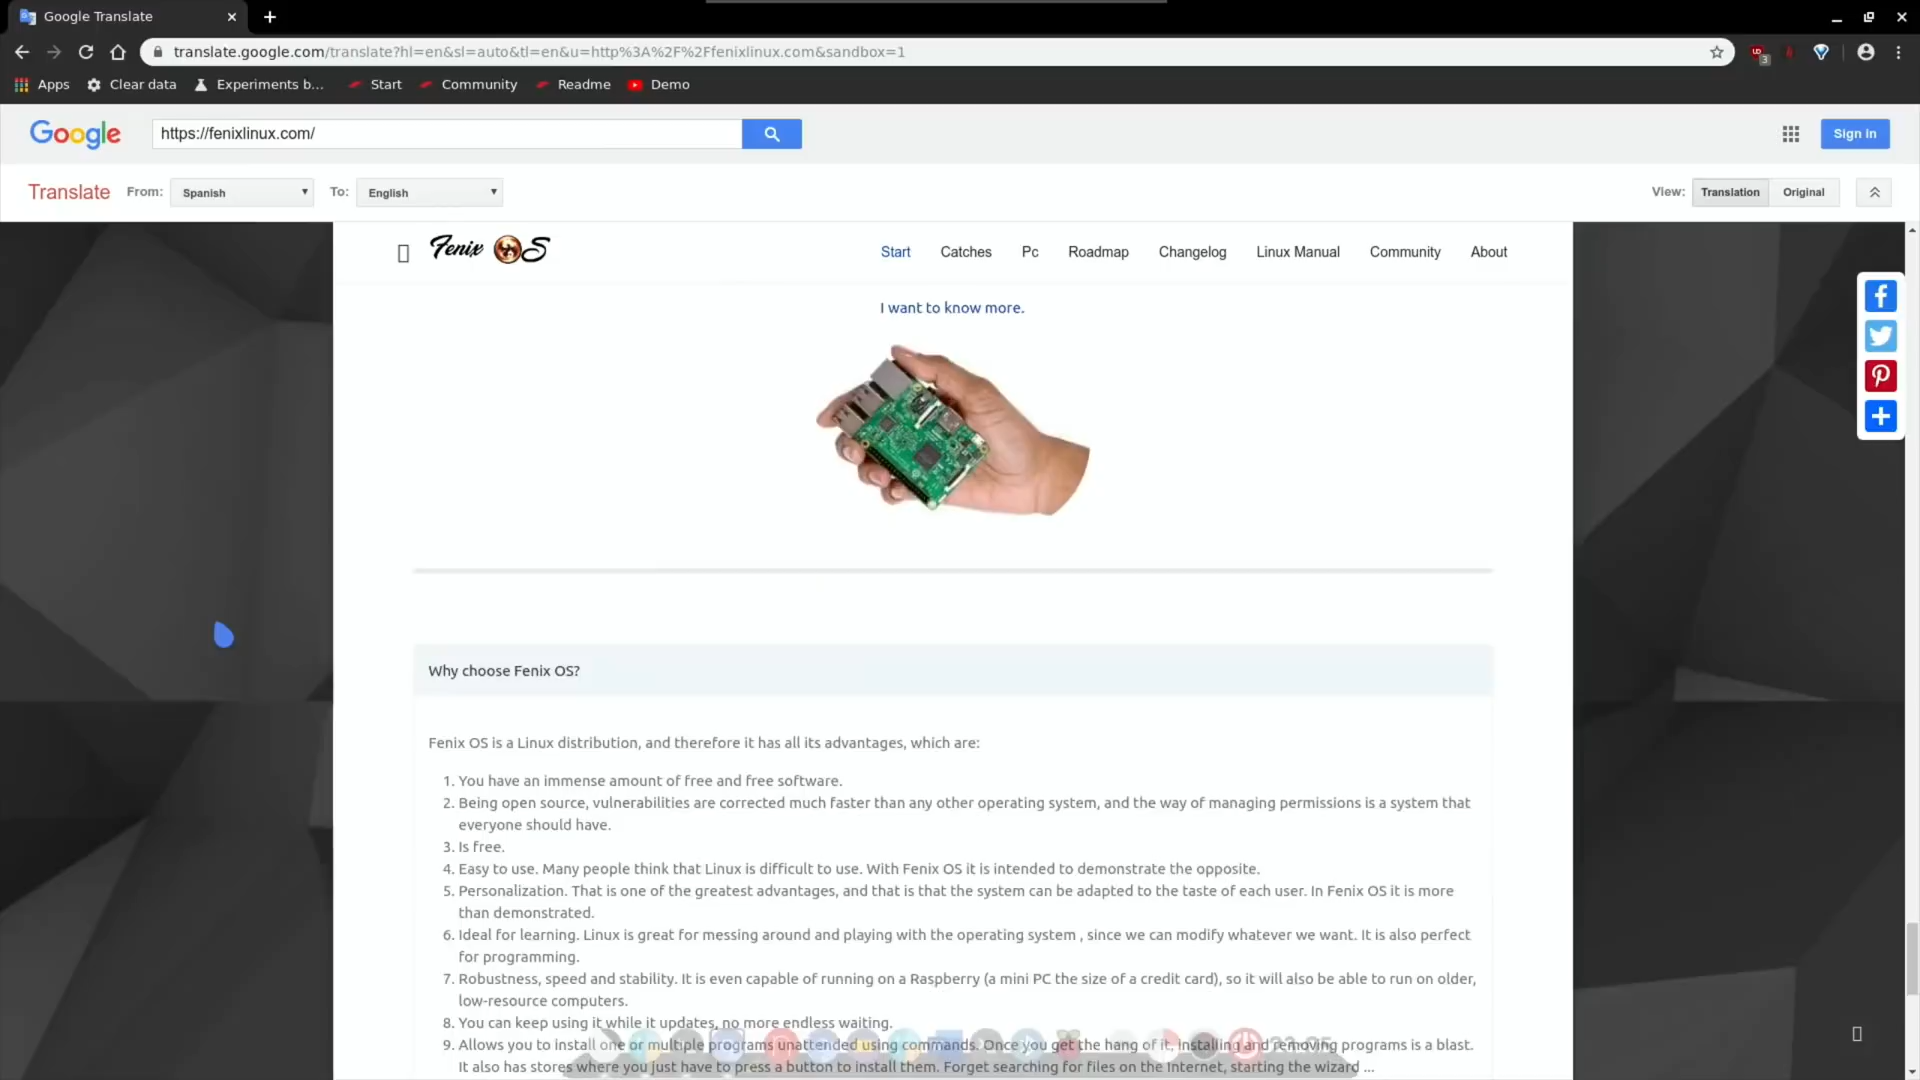 Google Translate
translate.google.com/translate?hl=en&sl=auto&tl=en&u=http%3A%2F%2Ffenixlinux.com&sandbox=1
3
Apps Clear data Experiments b... Start Community Readme Demo
Google https://fenixlinux.com/ Sign in
Translate From: Spanish To: English View: Translation Original
Fenix OS Start Catches Pc Roadmap Changelog Linux Manual Community About
I want to know more.
Why choose Fenix OS?
Fenix OS is a Linux distribution, and therefore it has all its advantages, which are:
1. You have an immense amount of free and free software.
2. Being open source, vulnerabilities are corrected much faster than any other operating system, and the way of managing permissions is a system that
everyone should have.
3. Is free.
4. Easy to use. Many people think that Linux is difficult to use. With Fenix OS it is intended to demonstrate the opposite.
5. Personalization. That is one of the greatest advantages, and that is that the system can be adapted to the taste of each user. In Fenix OS it is more
than demonstrated.
6. Ideal for learning. Linux is great for messing around and playing with the operating system , since we can modify whatever we want. It is also perfect
for programming.
7. Robustness, speed and stability. It is even capable of running on a Raspberry (a mini PC the size of a credit card), so it will also be able to run on older,
low-resource computers.
8. You can keep using it while it updates, no more endless waiting.
9. Allows you to install one or multiple programs unattended using commands. Once you get the hang of it, installing and removing programs is a blast.
It also has stores where you just have to press a button to install them. Forget searching for files on the Internet, starting the wizard ...